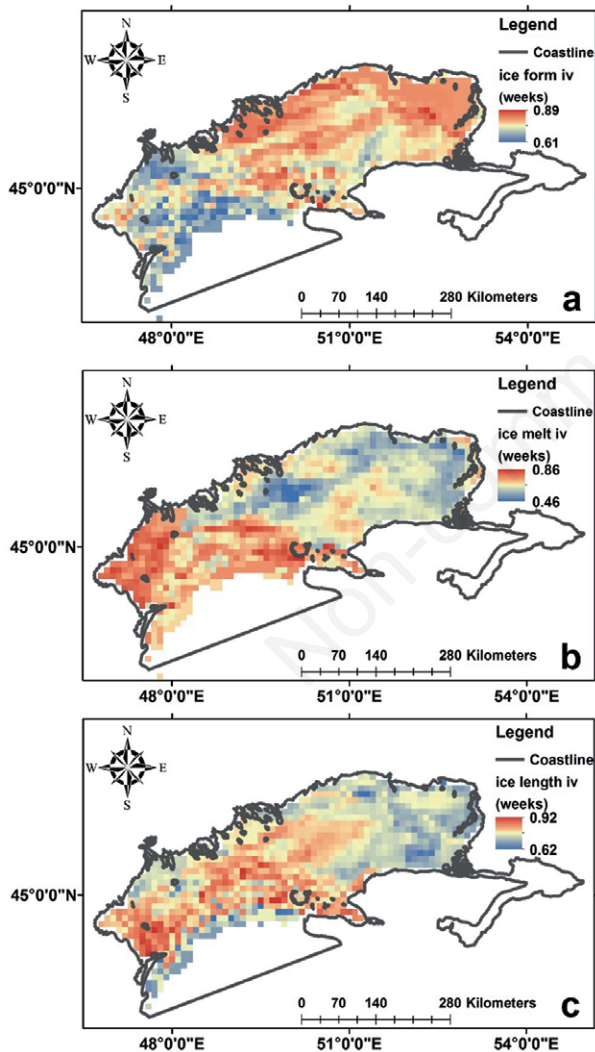 N
W E
S
Legend
Coastline
ice form iv
(weeks)
0.89
0.61
45°0'0"N
0 70 140 280 Kilometers
a
48°0'0"E 51°0'0"E 54°0'0"E
N
W E
S
Legend
Coastline
ice melt iv
(weeks)
0.86
0.46
45°0'0"N
0 70 140 280 Kilometers
b
48°0'0"E 51°0'0"E 54°0'0"E
N
W E
S
Legend
Coastline
ice length iv
(weeks)
0.92
0.62
45°0'0"N
0 70 140 280 Kilometers
c
48°0'0"E 51°0'0"E 54°0'0"E
Non-comm